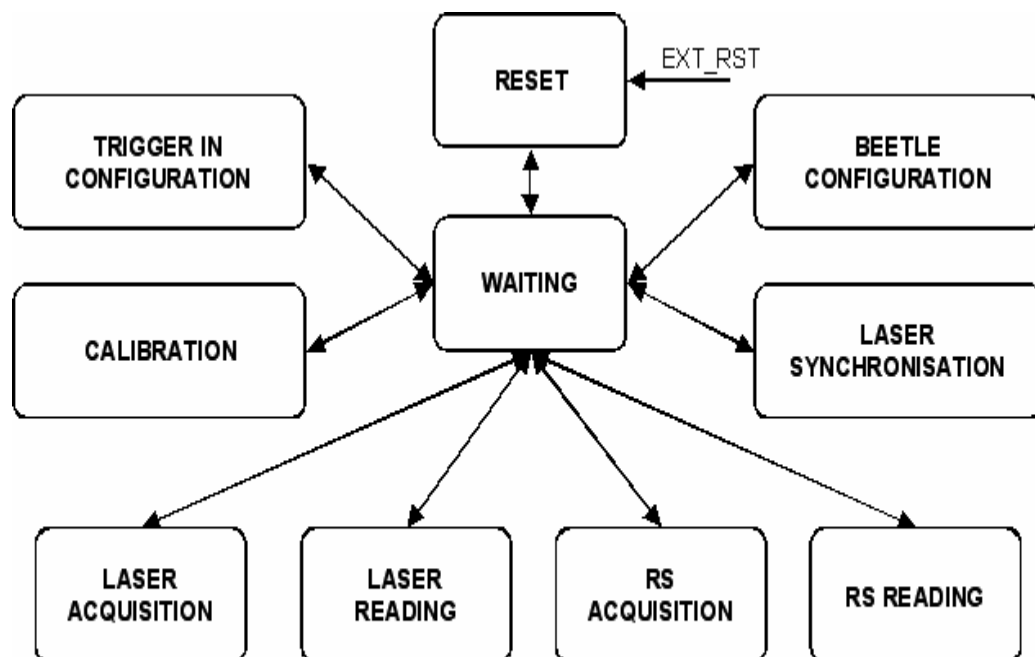 EXT_RST
RESET
TRIGGER IN
CONFIGURATION
BEETLE
CONFIGURATION
WAITING
CALIBRATION
LASER
SYNCHRONISATION
LASER
ACQUISITION
LASER
READING
RS
ACQUISITION
RS READING